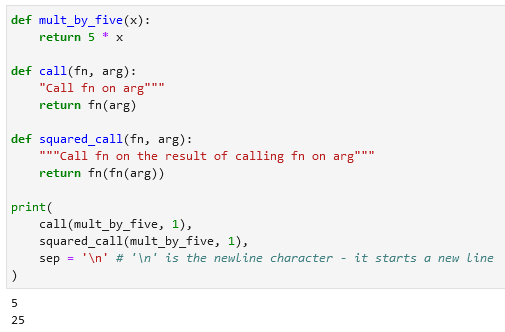 def mult_by_five(x):
    return 5 * x

def call(fn, arg):
    "Call fn on arg"""
    return fn(arg)

def squared_call(fn, arg):
    """Call fn on the result of calling fn on arg"""
    return fn(fn(arg))

print(
    call(mult_by_five, 1),
    squared_call(mult_by_five, 1),
    sep = '\n' # '\n' is the newline character - it starts a new line
)
5
25